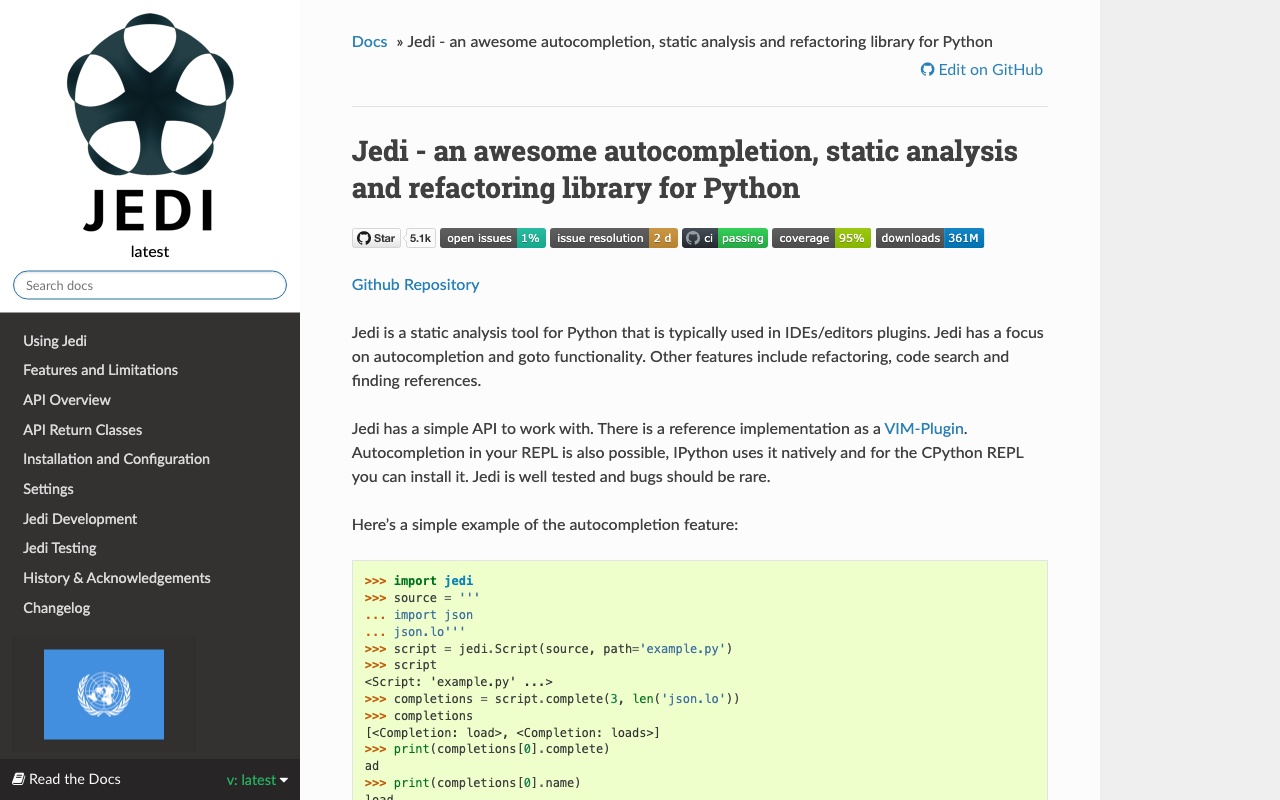 JEDI
latest
Search docs
Using Jedi
Features and Limitations
API Overview
API Return Classes
Installation and Configuration
Settings
Jedi Development
Jedi Testing
History & Acknowledgements
Changelog
Read the Docs
v: latest
Docs » Jedi - an awesome autocompletion, static analysis and refactoring library for Python
Edit on GitHub
Jedi - an awesome autocompletion, static analysis
and refactoring library for Python
Star 5.1k open issues 1% issue resolution 2 d ci passing coverage 95% downloads 361M
Github Repository
Jedi is a static analysis tool for Python that is typically used in IDEs/editors plugins. Jedi has a focus
on autocompletion and goto functionality. Other features include refactoring, code search and
finding references.
Jedi has a simple API to work with. There is a reference implementation as a VIM-Plugin.
Autocompletion in your REPL is also possible, IPython uses it natively and for the CPython REPL
you can install it. Jedi is well tested and bugs should be rare.
Here's a simple example of the autocompletion feature:
>>> import jedi
>>> source = '''
... import json
... json.lo'''
>>> script = jedi.Script(source, path='example.py')
>>> script
<Script: 'example.py' ...>
>>> completions = script.complete(3, len('json.lo'))
>>> completions
[<Completion: load>, <Completion: loads>]
>>> print(completions[0].complete)
ad
>>> print(completions[0].name)
load